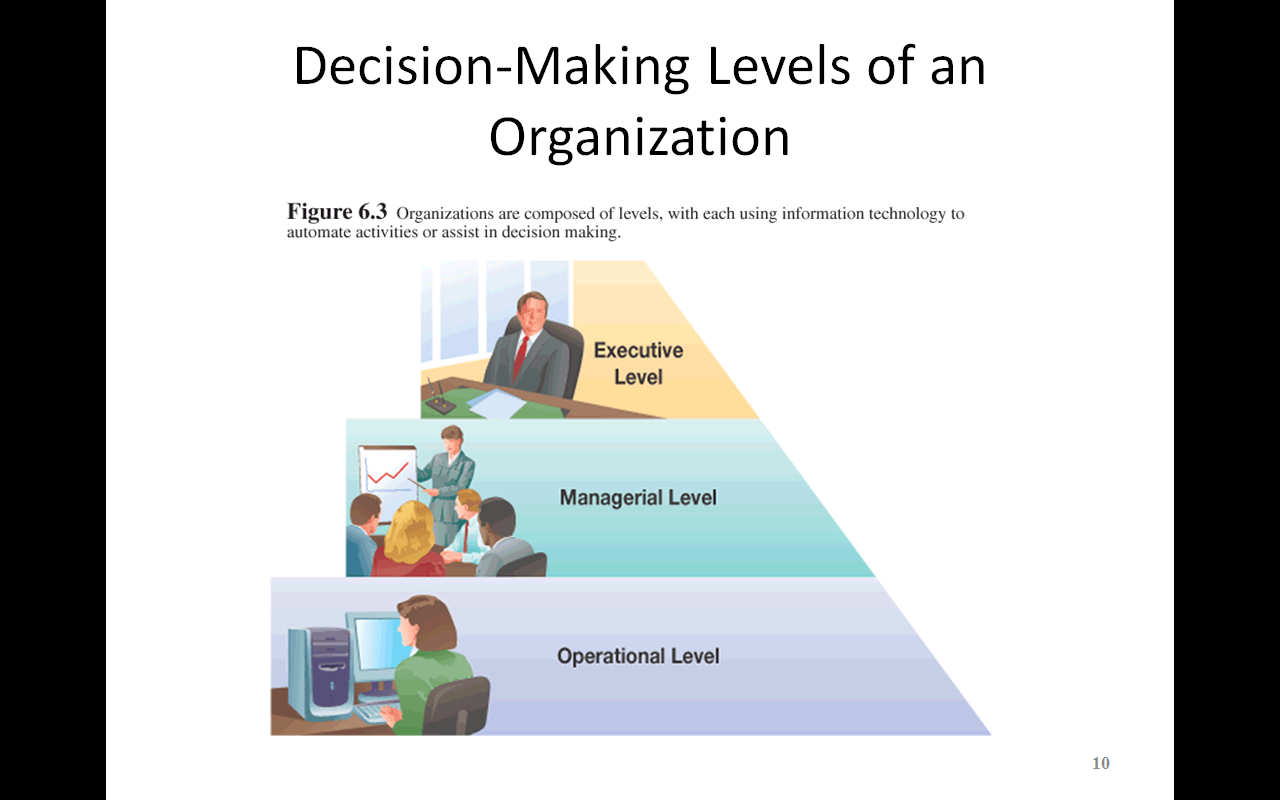 Decision-Making Levels of an
Organization
Figure 6.3 Organizations are composed of levels, with each using information technology to
automate activities or assist in decision making.
Executive
Level
Managerial Level
Operational Level
10